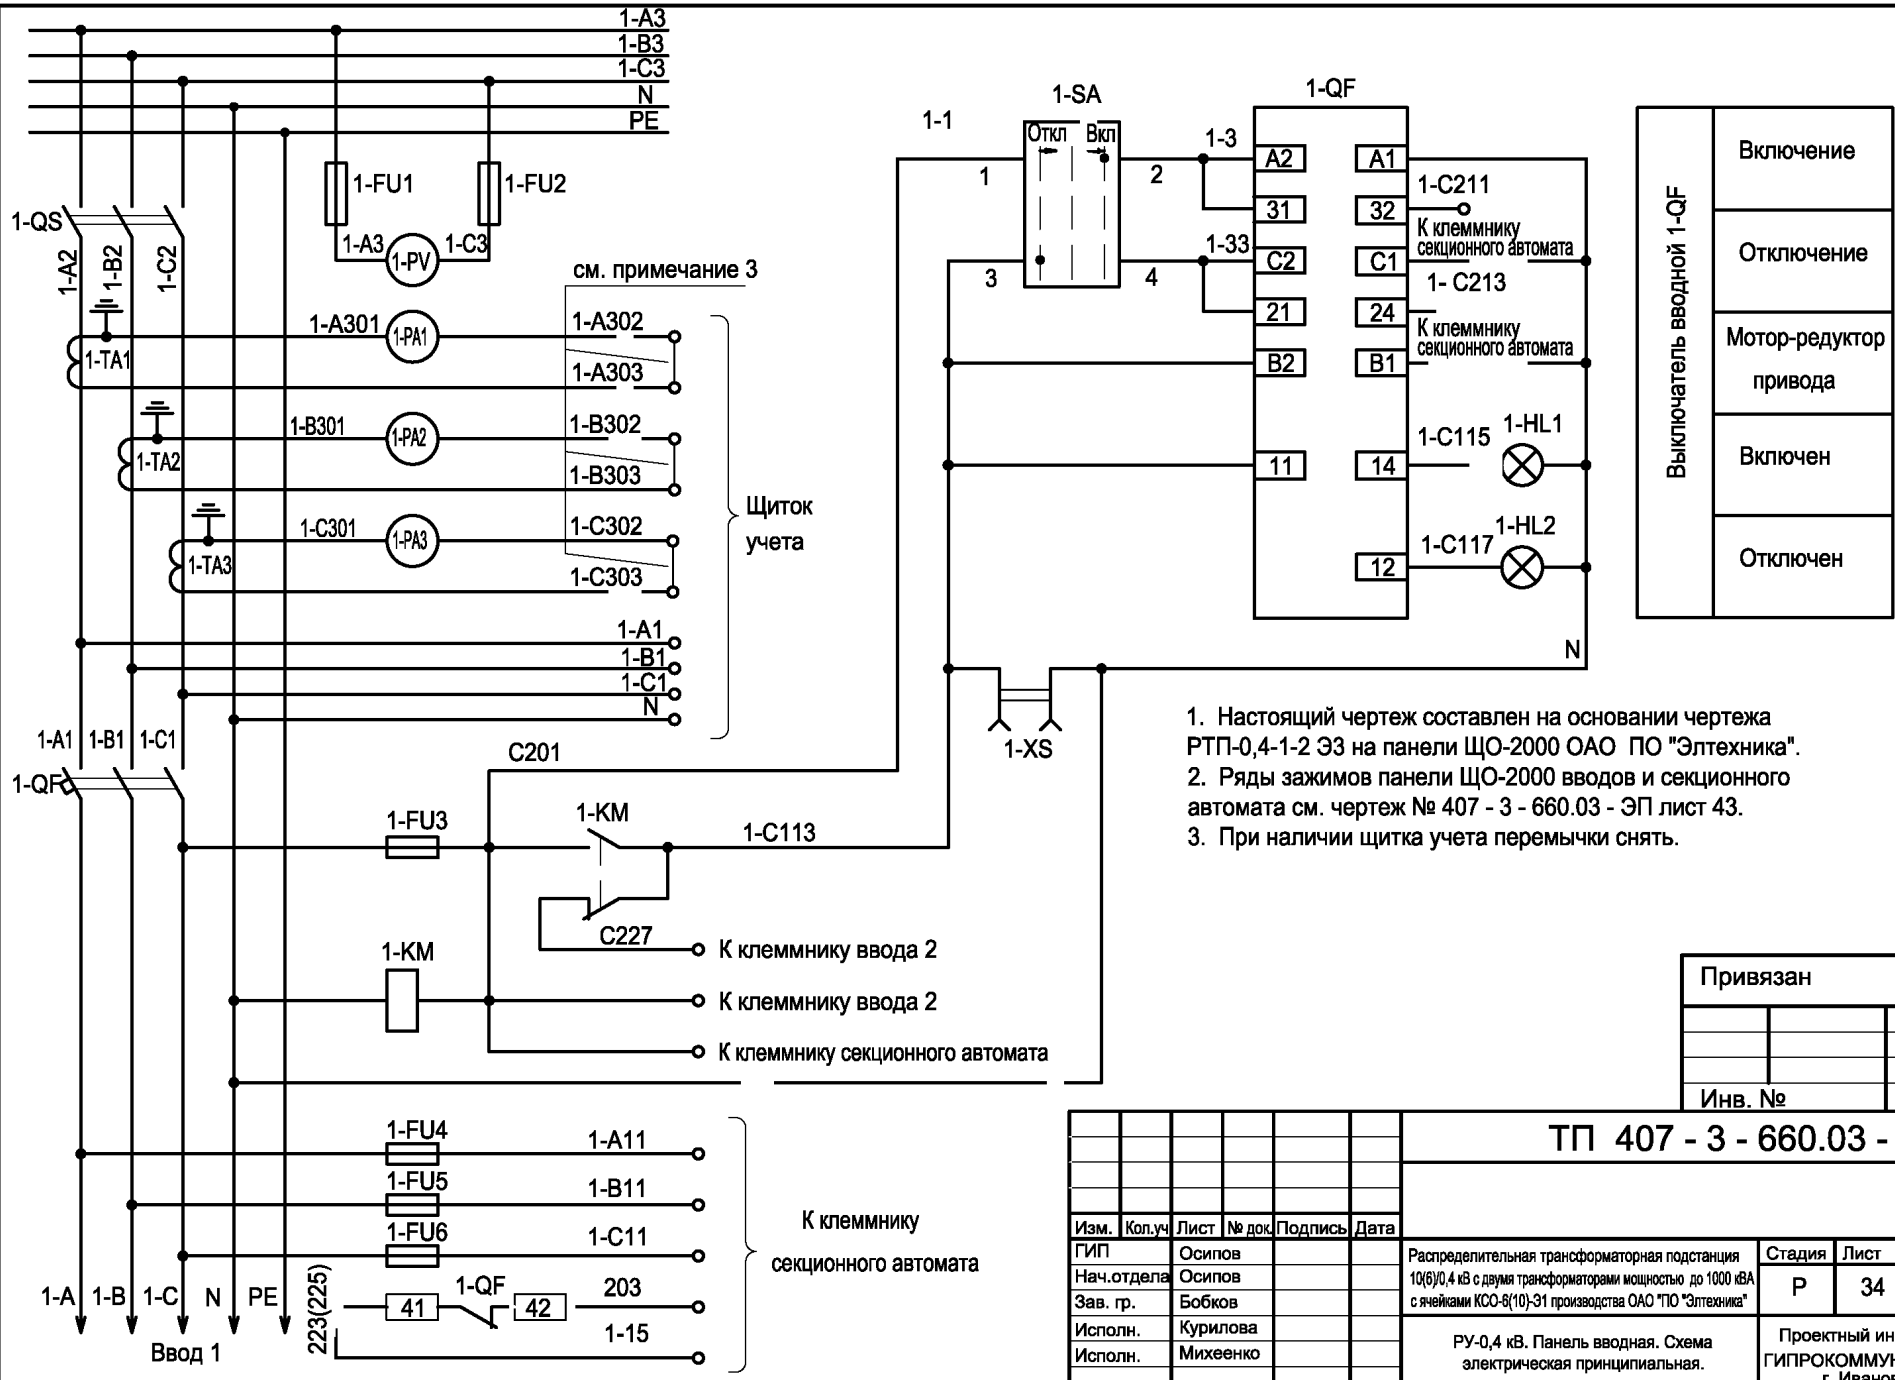 1-A3
1-B3
1-C3
N
PE
1-FU1
1-FU2
1-QS
1-A2
1-B2
1-C2
1-A3
1-PV
1-C3
см. примечание 3
1-TA1
1-A301
1-PA1
1-A302
1-A303
1-TA2
1-B301
1-PA2
1-B302
1-B303
1-TA3
1-C301
1-PA3
1-C302
1-C303
Щиток
учета
1-A1
1-B1
1-C1
N
1-A1
1-B1
1-C1
1-QF
C201
1-FU3
1-KM
1-C113
C227
К клеммнику ввода 2
1-KM
К клеммнику ввода 2
К клеммнику секционного автомата
1-FU4
1-A11
1-FU5
1-B11
1-FU6
1-C11
К клеммнику
секционного автомата
223(225)
41
1-QF
42
203
1-15
1-A
1-B
1-C
N
PE
Ввод 1
1-1
1-SA
Откл
Вкл
1
2
3
4
1-3
1-33
1-QF
A2
A1
31
32
C2
C1
21
24
B2
B1
11
14
12
1-C211
К клеммнику
секционного автомата
1- C213
К клеммнику
секционного автомата
1-C115
1-HL1
1-C117
1-HL2
N
1-XS
Выключатель вводной 1-QF
Включение
Отключение
Мотор-редуктор
привода
Включен
Отключен
1. Настоящий чертеж составлен на основании чертежа
РТП-0,4-1-2 ЭЗ на панели ЩО-2000 ОАО ПО "Элтехника".
2. Ряды зажимов панели ЩО-2000 вводов и секционного
автомата см. чертеж № 407 - 3 - 660.03 - ЭП лист 43.
3. При наличии щитка учета перемычки снять.
Привязан
Инв. №
ТП 407 - 3 - 660.03 -
Изм. Кол.уч Лист № док. Подпись Дата
ГИП Осипов
Нач.отдела Осипов
Зав. гр. Бобков
Исполн. Курилова
Исполн. Михеенко
Распределительная трансформаторная подстанция
10(6)/0,4 кВ с двумя трансформаторами мощностью до 1000 кВА
с ячейками КСО-6(10)-Э1 производства ОАО "ПО "Элтехника"
Стадия Лист
Р 34
РУ-0,4 кВ. Панель вводная. Схема
электрическая принципиальная.
Проектный ин
ГИПРОКОММУН
г. Иванов